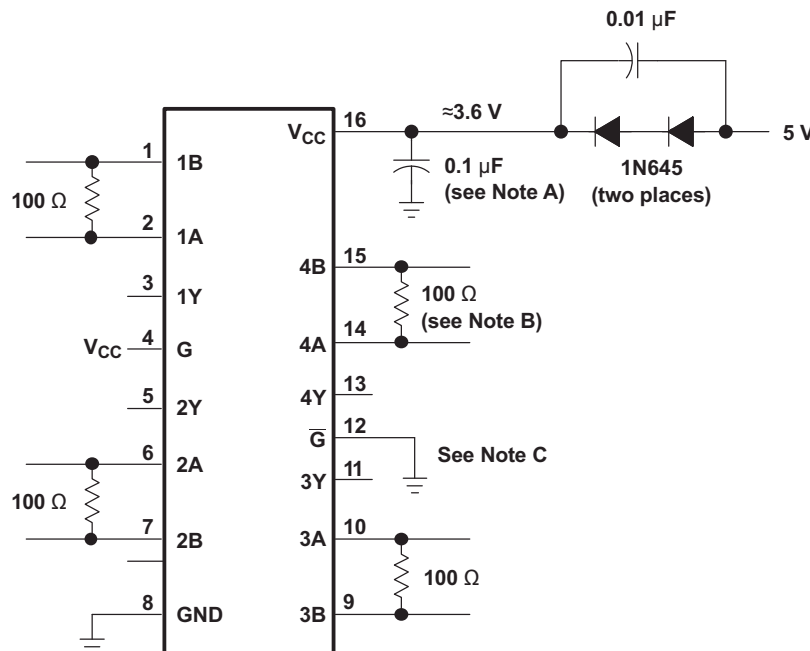 0.01 µF
5 V
1N645
(two places)
≈3.6 V
0.1 µF
(see Note A)
16
VCC
1
1B
100 Ω
2
1A
3
1Y
VCC
4
G
5
2Y
6
2A
100 Ω
7
2B
8
GND
15
4B
100 Ω
(see Note B)
14
4A
13
4Y
12
G̅
See Note C
11
3Y
10
3A
100 Ω
9
3B